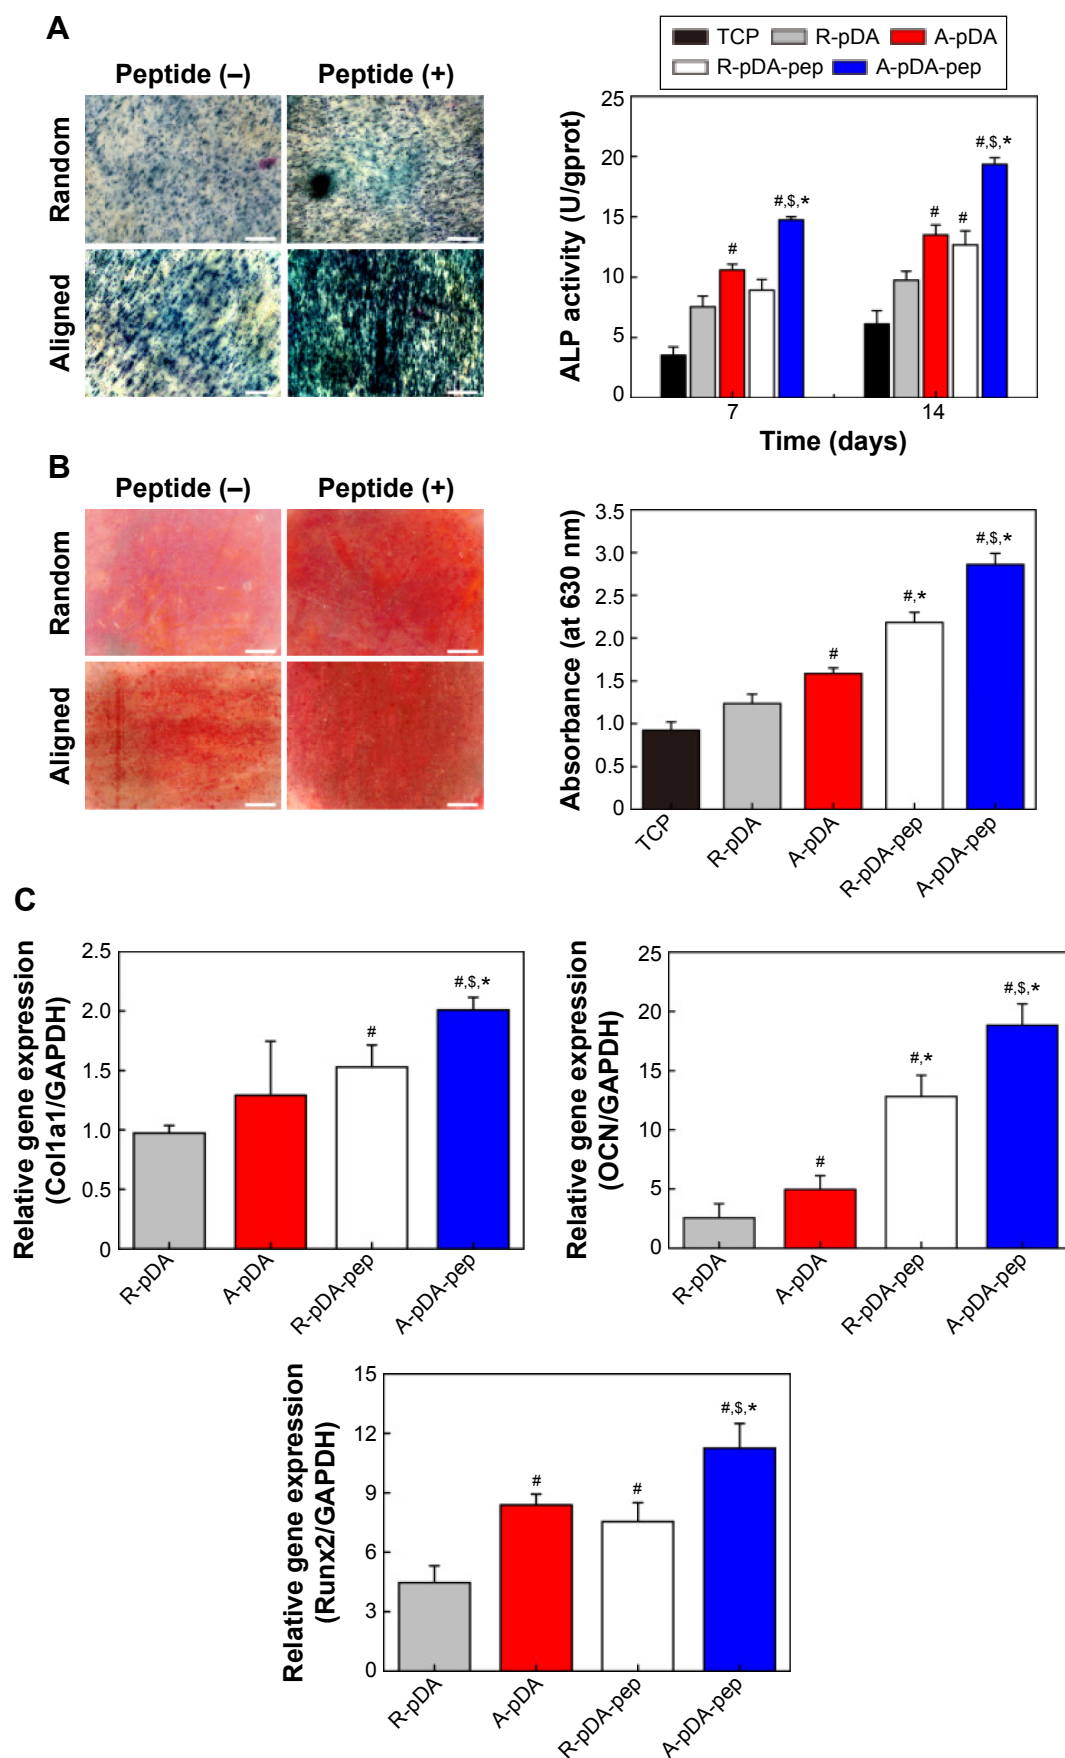 A
Peptide (–)
Peptide (+)
Random
Aligned
TCP
R-pDA
A-pDA
R-pDA-pep
A-pDA-pep
ALP activity (U/gprot)
25
20
15
10
5
0
#
#,$,*
#
#
#,$,*
7
14
Time (days)
B
Peptide (–)
Peptide (+)
Random
Aligned
Absorbance (at 630 nm)
3.5
3.0
2.5
2.0
1.5
1.0
0.5
0
#
#,*
#,$,*
TCP
R-pDA
A-pDA
R-pDA-pep
A-pDA-pep
C
Relative gene expression
(Col1a1/GAPDH)
2.5
2.0
1.5
1.0
0.5
0
#
#,$,*
R-pDA
A-pDA
R-pDA-pep
A-pDA-pep
Relative gene expression
(OCN/GAPDH)
25
20
15
10
5
0
#
#,*
#,$,*
R-pDA
A-pDA
R-pDA-pep
A-pDA-pep
Relative gene expression
(Runx2/GAPDH)
15
12
9
6
3
0
#
#
#,$,*
R-pDA
A-pDA
R-pDA-pep
A-pDA-pep